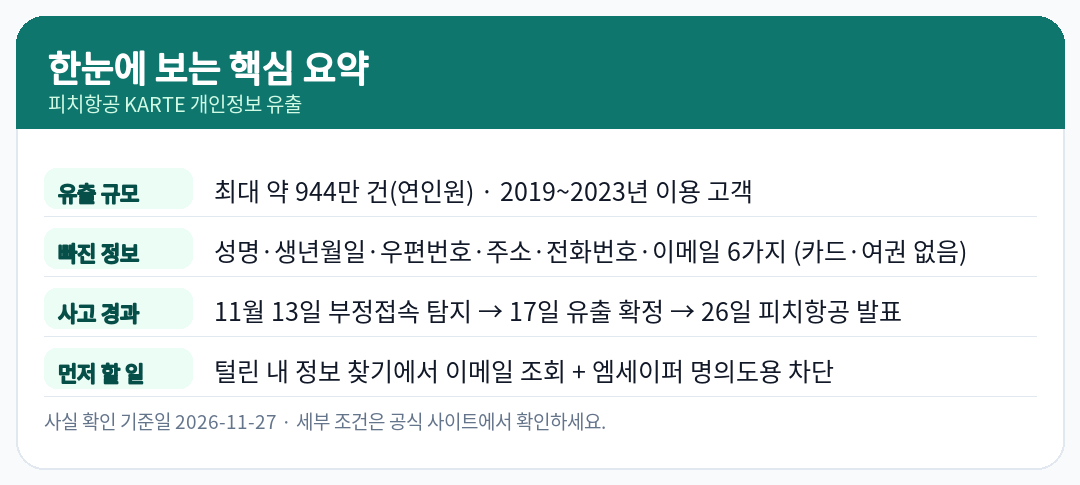 한눈에 보는 핵심 요약
피치항공 KARTE 개인정보 유출
유출 규모 최대 약 944만 건(연인원) · 2019~2023년 이용 고객
빠진 정보 성명·생년월일·우편번호·주소·전화번호·이메일 6가지 (카드·여권 없음)
사고 경과 11월 13일 부정접속 탐지 → 17일 유출 확정 → 26일 피치항공 발표
먼저 할 일 털린 내 정보 찾기에서 이메일 조회 + 엠세이퍼 명의도용 차단
사실 확인 기준일 2026-11-27 · 세부 조건은 공식 사이트에서 확인하세요.